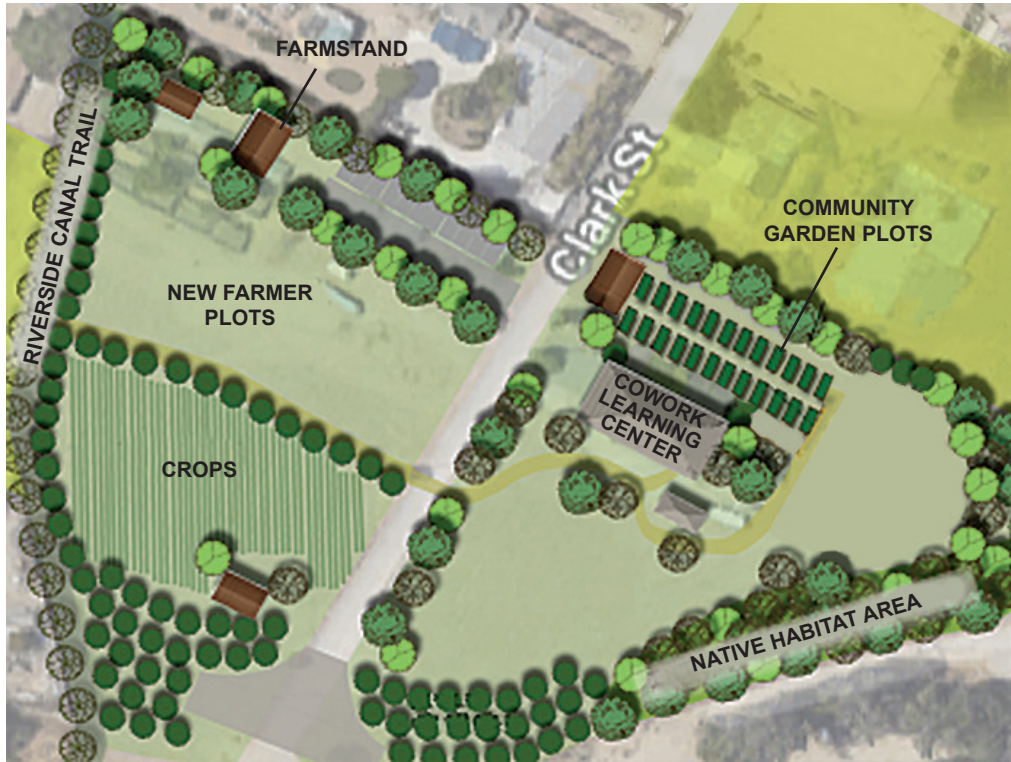 FARMSTAND
RIVERSIDE CANAL TRAIL
Clark St
COMMUNITY
GARDEN PLOTS
NEW FARMER
PLOTS
COWORK
LEARNING
CENTER
CROPS
NATIVE HABITAT AREA